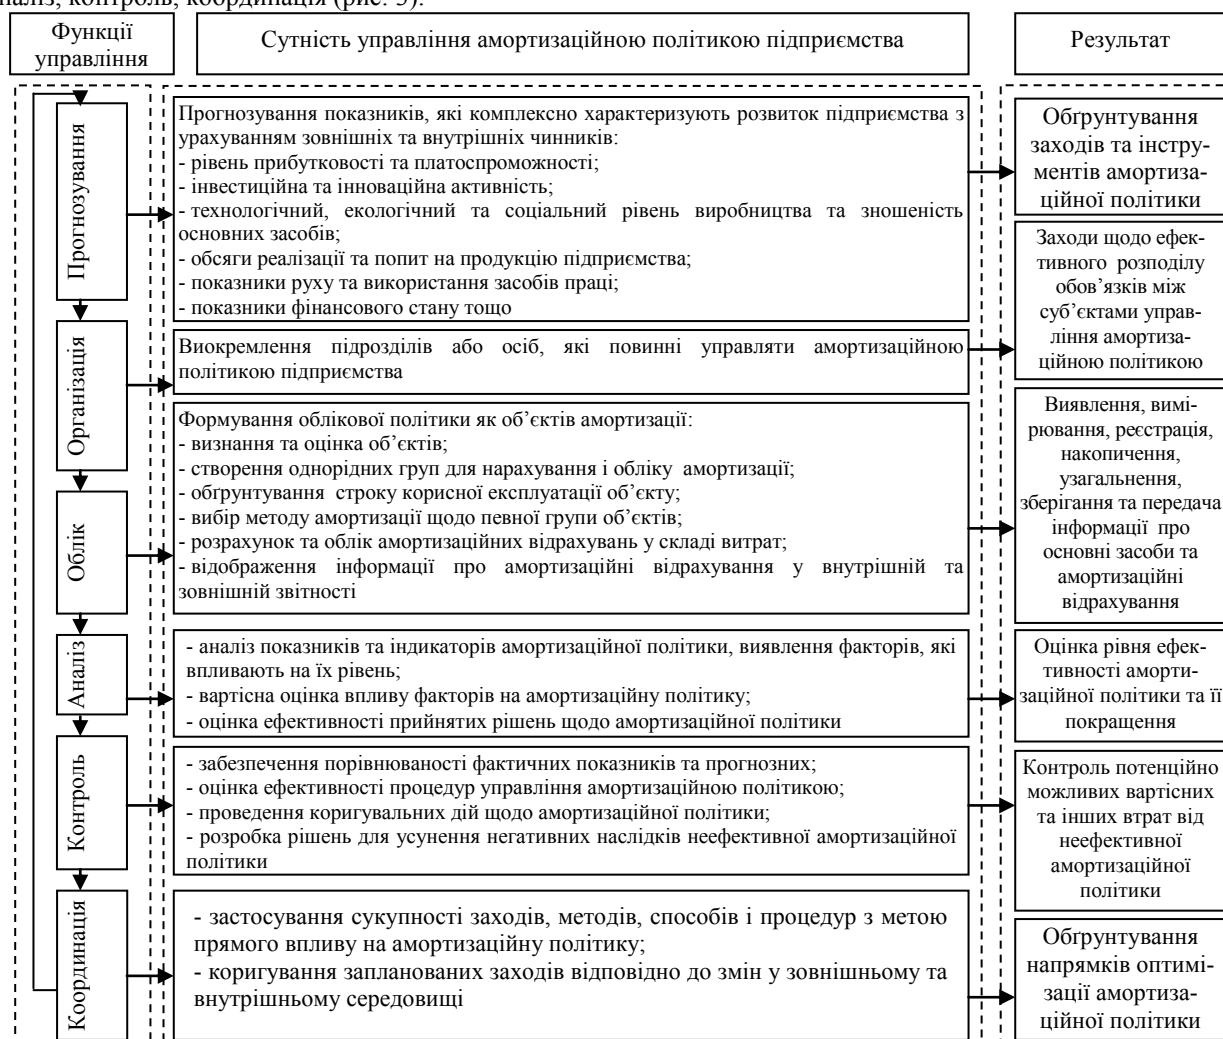 наліз, контроль, координація (рис. 3).
Функції
управління
Сутність управління амортизаційною політикою підприємства
Результат
Прогнозування
Прогнозування показників, які комплексно характеризують розвиток підприємства з
урахуванням зовнішніх та внутрішніх чинників:
- рівень прибутковості та платоспроможності;
- інвестиційна та інноваційна активність;
- технологічний, екологічний та соціальний рівень виробництва та зношеність
основних засобів;
- обсяги реалізації та попит на продукцію підприємства;
- показники руху та використання засобів праці;
- показники фінансового стану тощо
Обґрунтування
заходів та інстру-
ментів амортиза-
ційної політики
Організація
Виокремлення підрозділів або осіб, які повинні управляти амортизаційною
політикою підприємства
Заходи щодо ефек-
тивного розподілу
обов’язків між
суб’єктами управ-
ління амортиза-
ційною політикою
Облік
Формування облікової політики як об’єктів амортизації:
- визнання та оцінка об’єктів;
- створення однорідних груп для нарахування і обліку амортизації;
- обґрунтування строку корисної експлуатації об’єкту;
- вибір методу амортизації щодо певної групи об’єктів;
- розрахунок та облік амортизаційних відрахувань у складі витрат;
- відображення інформації про амортизаційні відрахування у внутрішній та
зовнішній звітності
Виявлення, вимі-
рювання, реєстрація,
накопичення,
узагальнення,
зберігання та передача
інформації про
основні засоби та
амортизаційні
відрахування
Аналіз
- аналіз показників та індикаторів амортизаційної політики, виявлення факторів, які
впливають на їх рівень;
- вартісна оцінка впливу факторів на амортизаційну політику;
- оцінка ефективності прийнятих рішень щодо амортизаційної політики
Оцінка рівня ефек-
тивності аморти-
заційної політики та її
покращення
Контроль
- забезпечення порівнюваності фактичних показників та прогнозних;
- оцінка ефективності процедур управління амортизаційною політикою;
- проведення коригувальних дій щодо амортизаційної політики;
- розробка рішень для усунення негативних наслідків неефективної амортизаційної
політики
Контроль потенційно
можливих вартісних
та інших втрат від
неефективної
амортизаційної
політики
Координація
- застосування сукупності заходів, методів, способів і процедур з метою
прямого впливу на амортизаційну політику;
- коригування запланованих заходів відповідно до змін у зовнішньому та
внутрішньому середовищі
Обґрунтування
напрямків оптимі-
зації амортиза-
ційної політики